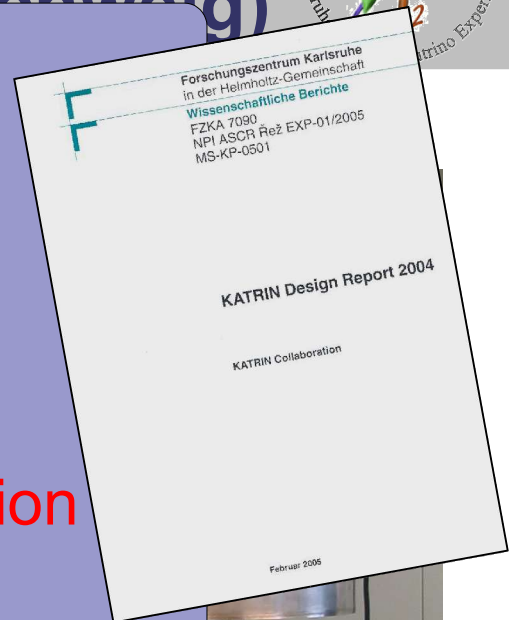 Forschungszentrum Karlsruhe
in der Helmholtz-Gemeinschaft
Wissenschaftliche Berichte
FZKA 7090
NPI ASCR Řež EXP-01/2005
MS-KP-0501
KATRIN Design Report 2004
KATRIN Collaboration
ion
Februar 2005